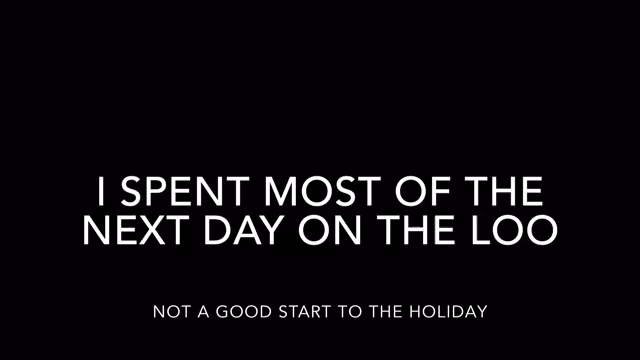 I SPENT MOST OF THE
NEXT DAY ON THE LOO
NOT A GOOD START TO THE HOLIDAY